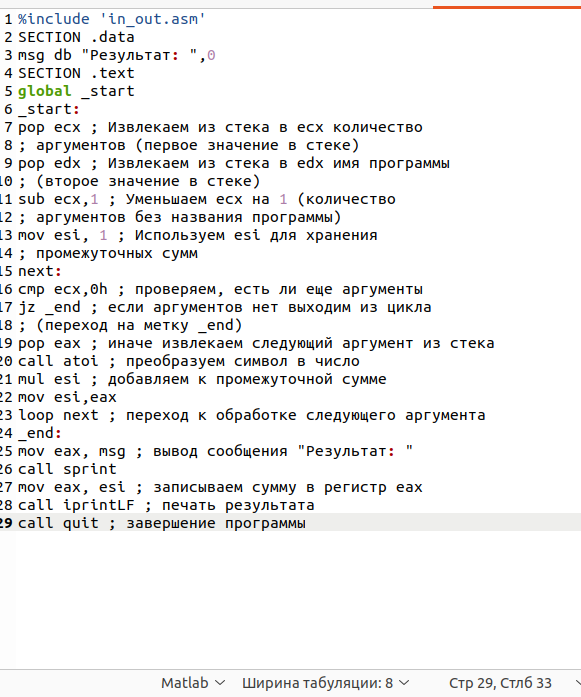 1 %include 'in_out.asm'
2 SECTION .data
3 msg db "Результат: ",0
4 SECTION .text
5 global _start
6 _start:
7 pop ecx ; Извлекаем из стека в ecx количество
8 ; аргументов (первое значение в стеке)
9 pop edx ; Извлекаем из стека в edx имя программы
10 ; (второе значение в стеке)
11 sub ecx,1 ; Уменьшаем ecx на 1 (количество
12 ; аргументов без названия программы)
13 mov esi, 1 ; Используем esi для хранения
14 ; промежуточных сумм
15 next:
16 cmp ecx,0h ; проверяем, есть ли еще аргументы
17 jz _end ; если аргументов нет выходим из цикла
18 ; (переход на метку _end)
19 pop eax ; иначе извлекаем следующий аргумент из стека
20 call atoi ; преобразуем символ в число
21 mul esi ; добавляем к промежуточной сумме
22 mov esi,eax
23 loop next ; переход к обработке следующего аргумента
24 _end:
25 mov eax, msg ; вывод сообщения "Результат: "
26 call sprint
27 mov eax, esi ; записываем сумму в регистр eax
28 call iprintLF ; печать результата
29 call quit ; завершение программы
Matlab Ширина табуляции: 8 Стр 29, Стлб 33